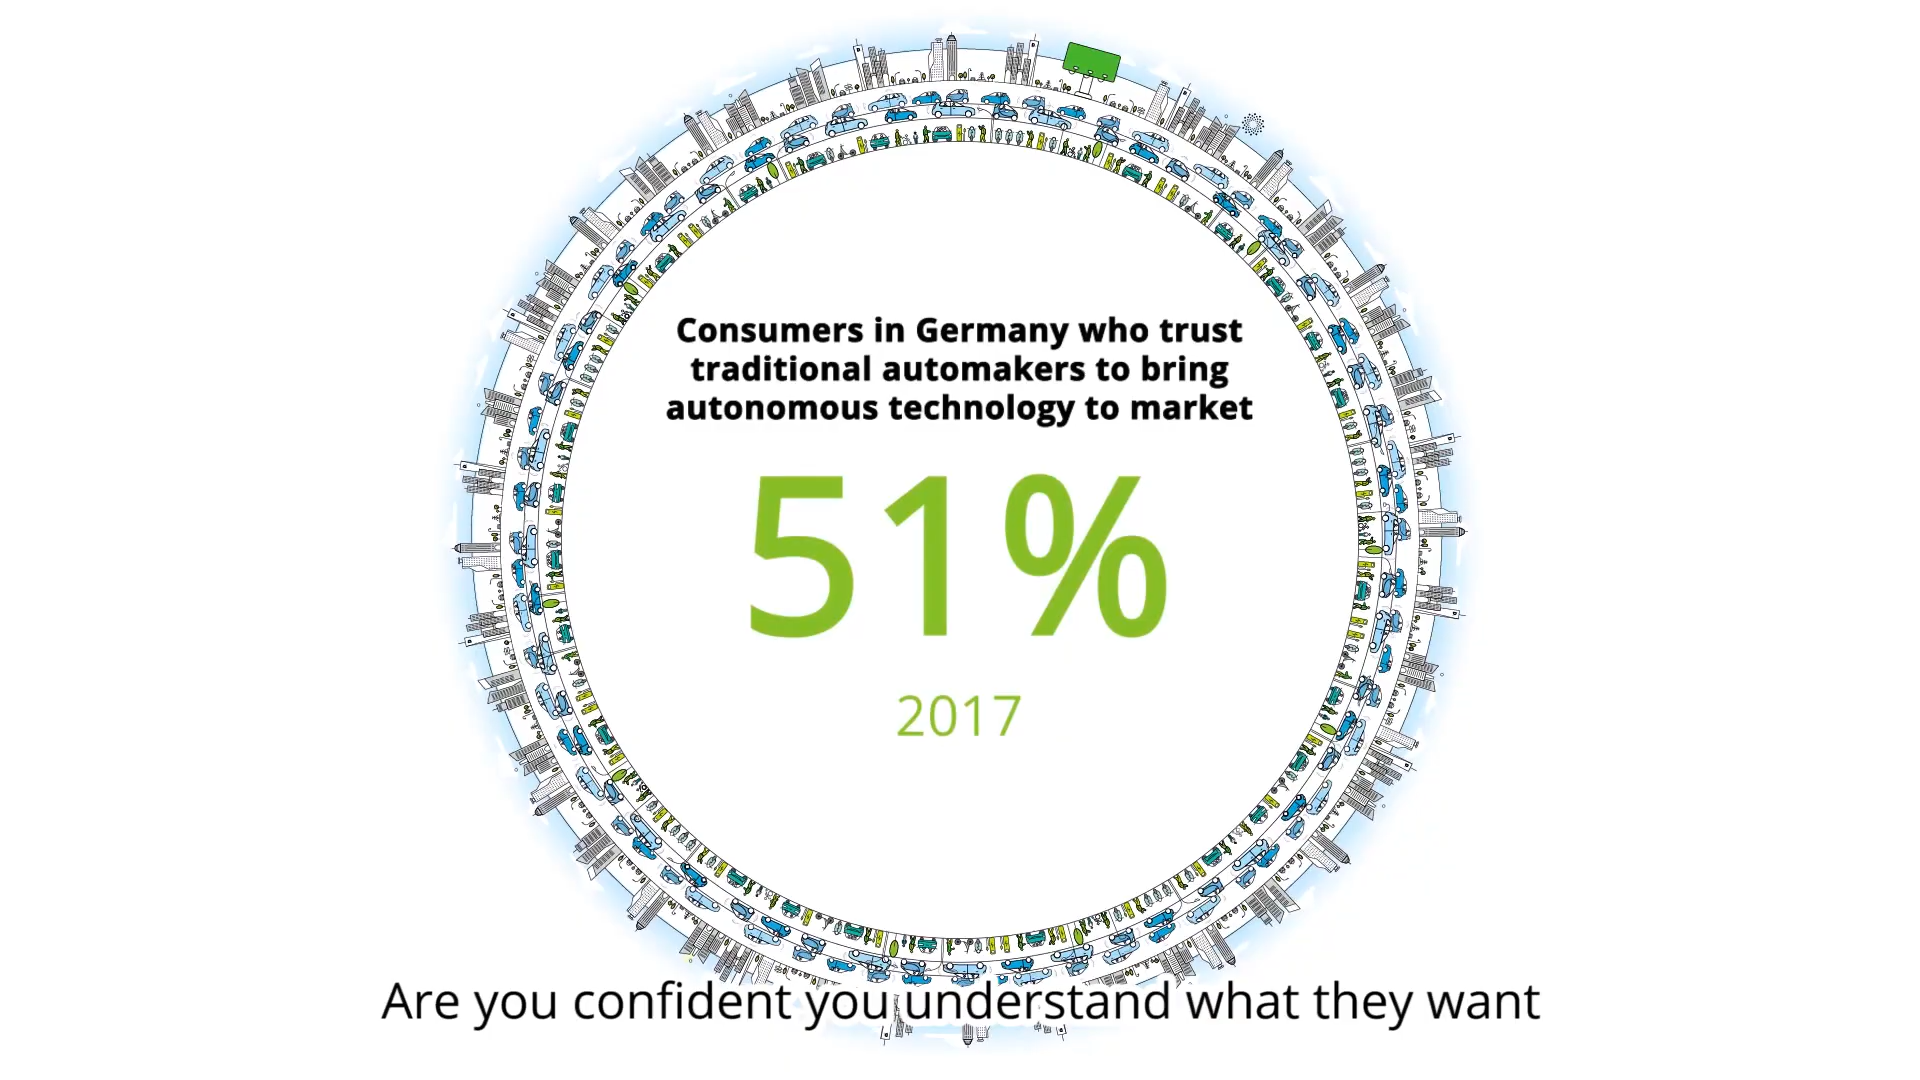 Consumers in Germany who trust
traditional automakers to bring
autonomous technology to market
51%
2017
Are you confident you understand what they want